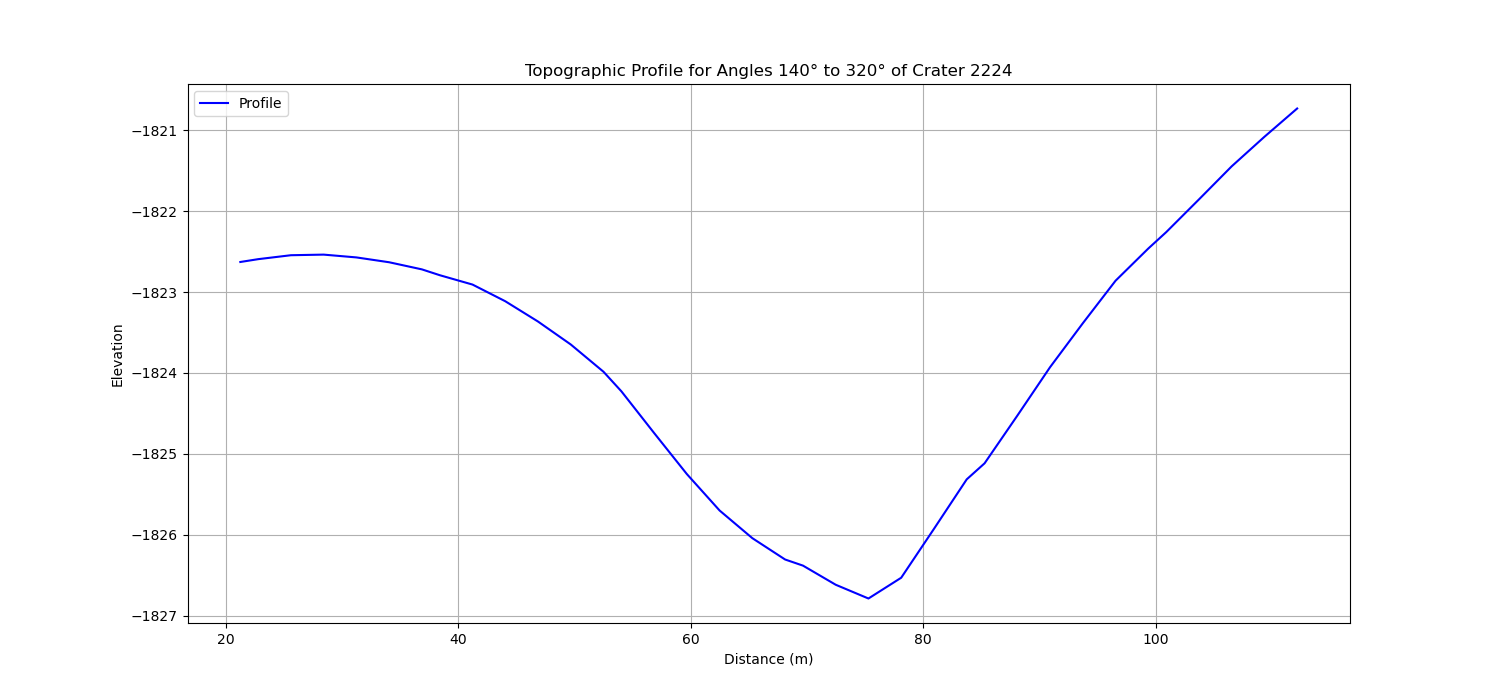 Topographic Profile for Angles 140° to 320° of Crater 2224
Profile
−1821
−1822
−1823
−1824
−1825
−1826
−1827
Elevation
20 40 60 80 100
Distance (m)